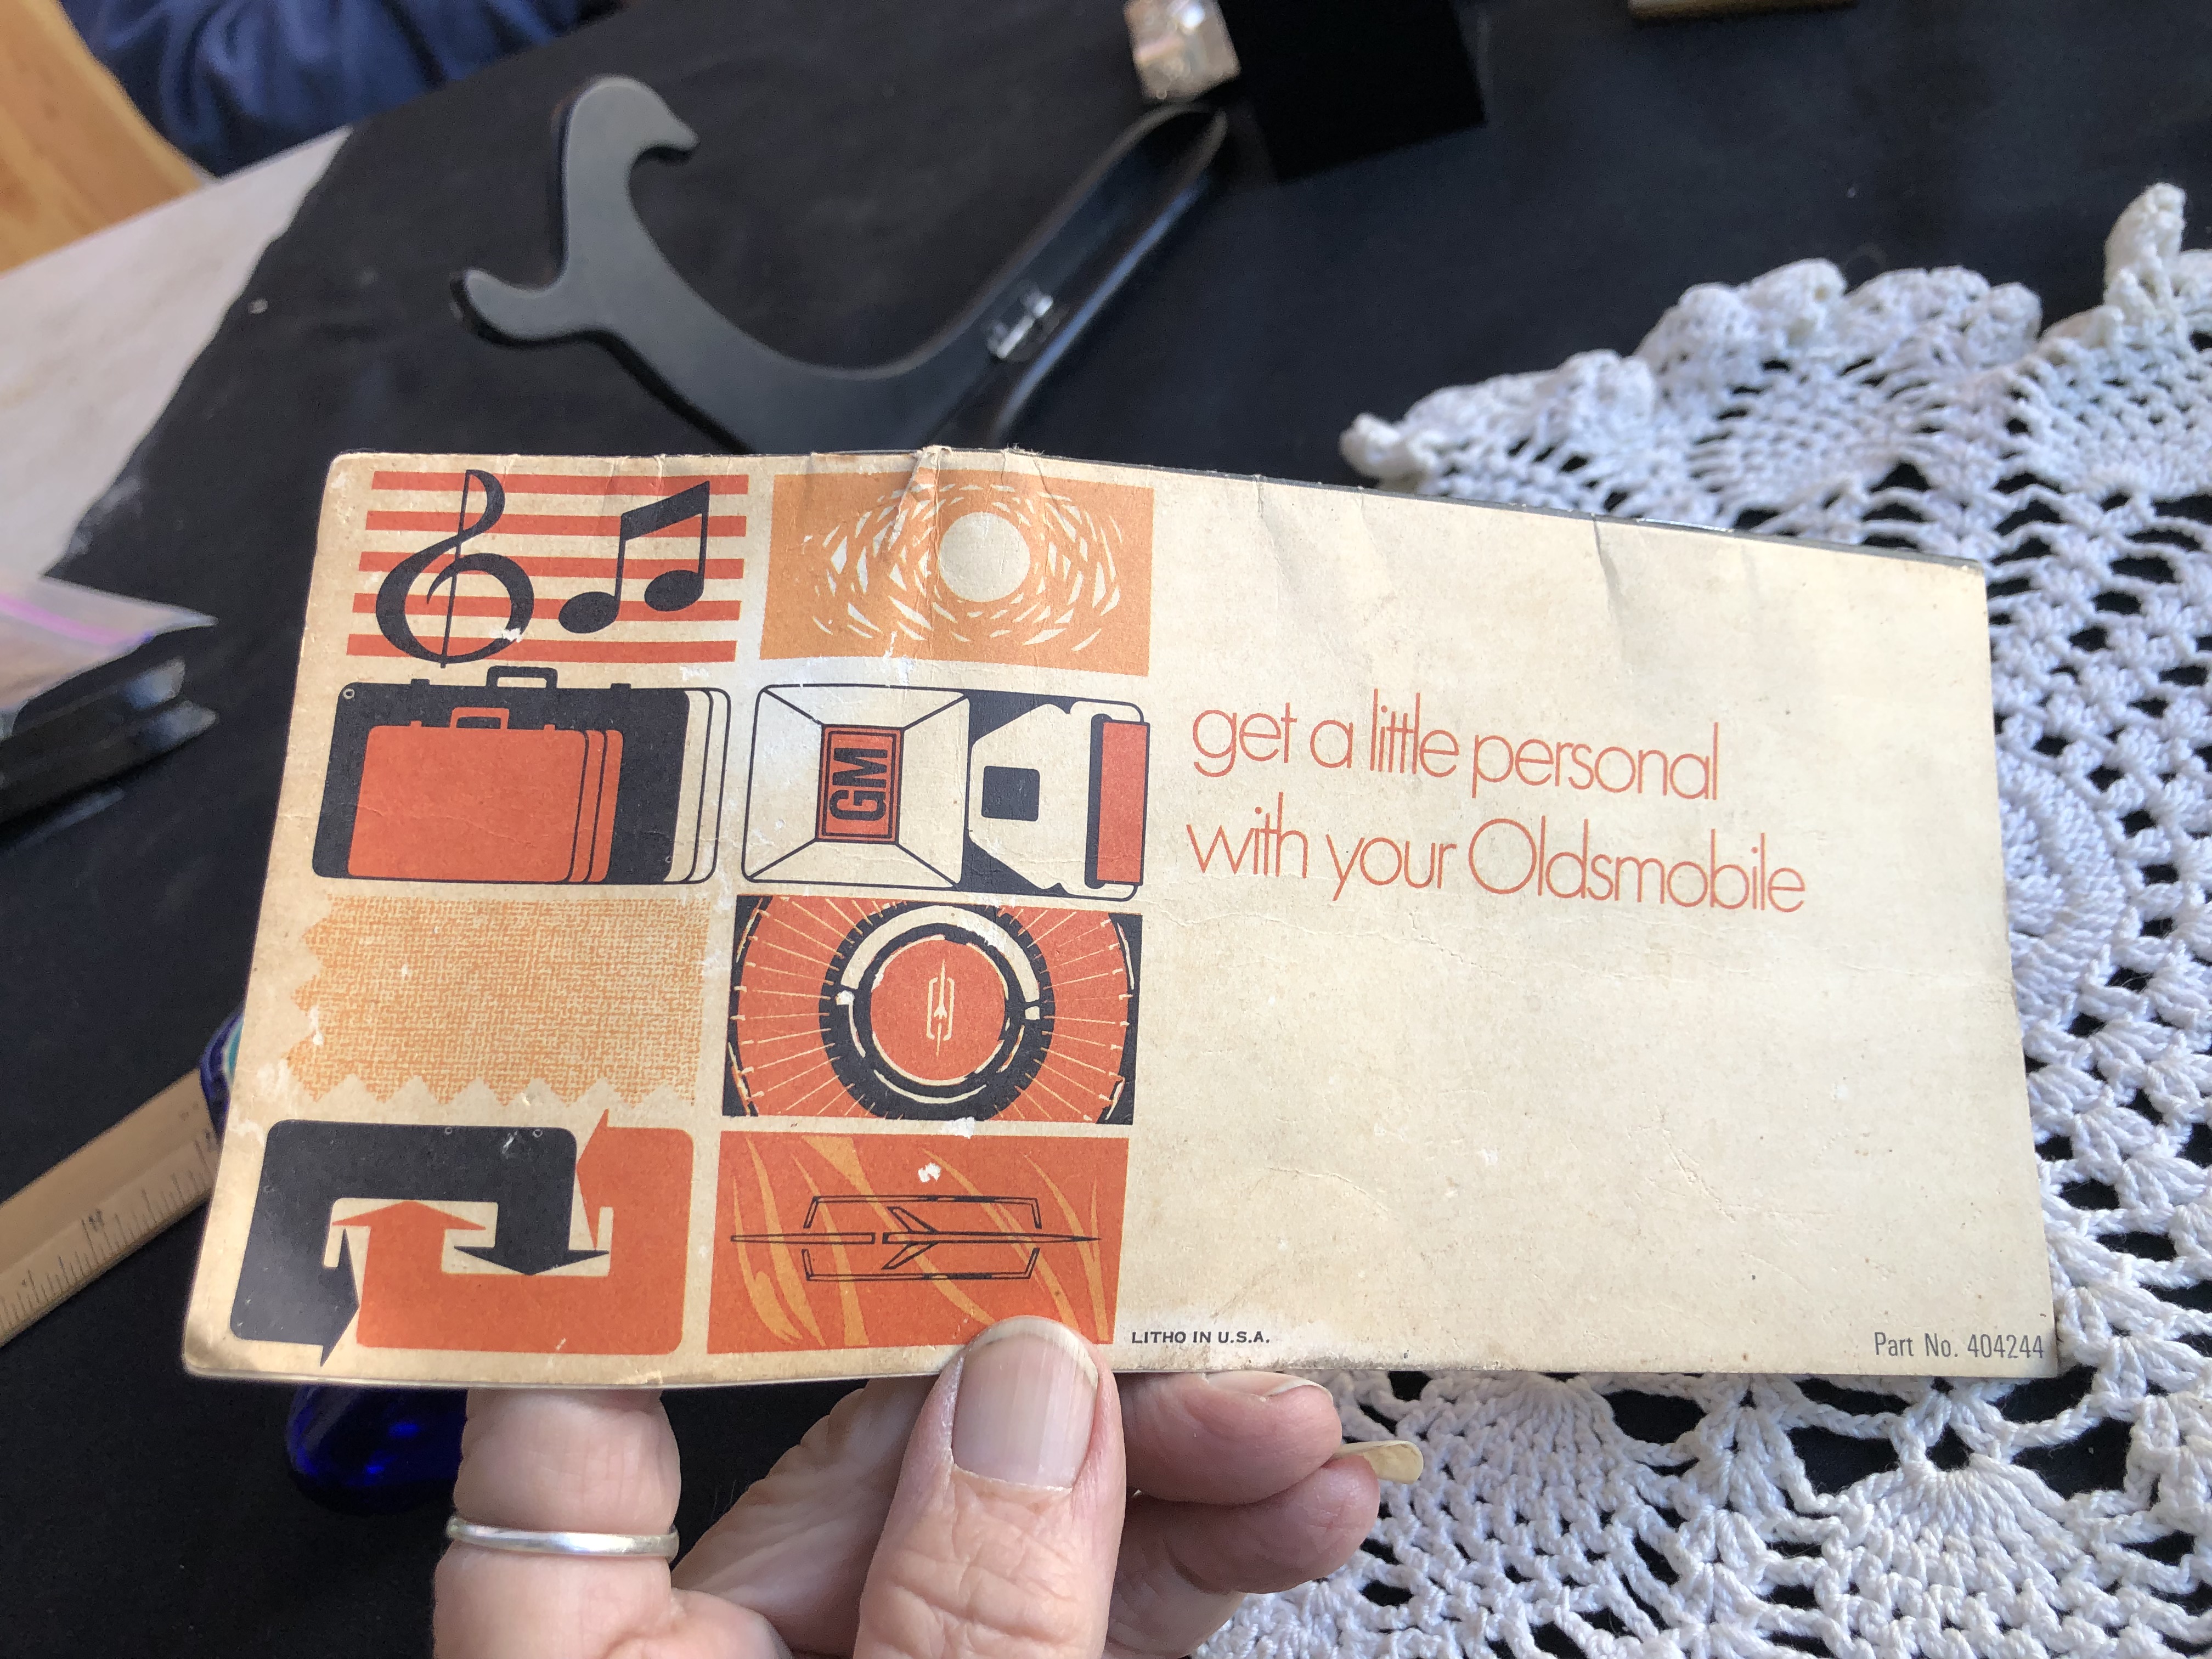 GM
get a little personal
with your Oldsmobile
LITHO IN U.S.A.
Part No. 404244